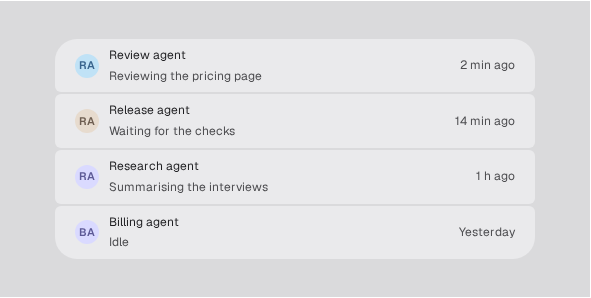 RA
Review agent
Reviewing the pricing page
2 min ago
RA
Release agent
Waiting for the checks
14 min ago
RA
Research agent
Summarising the interviews
1 h ago
BA
Billing agent
Idle
Yesterday